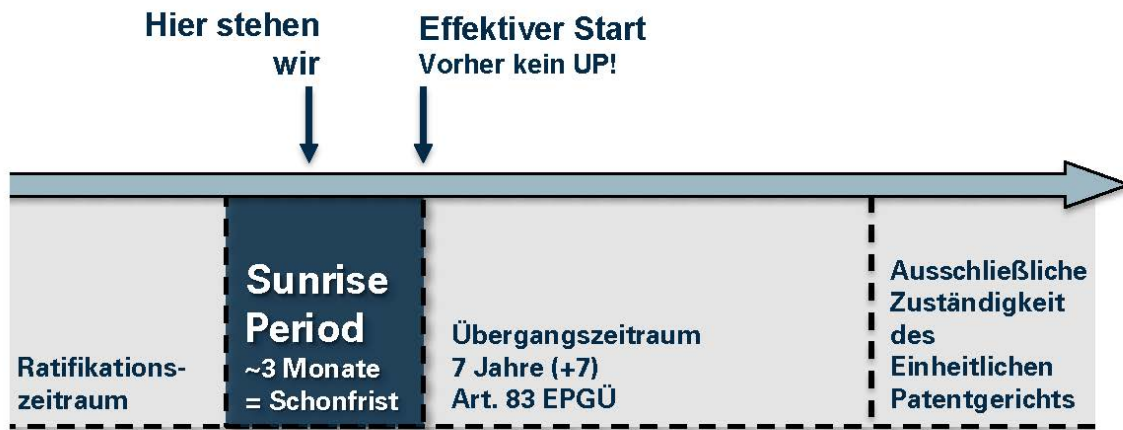 Hier stehen
wir
Effektiver Start
Vorher kein UP!
Ratifikations-
zeitraum
Sunrise
Period
~3 Monate
= Schonfrist
Übergangszeitraum
7 Jahre (+7)
Art. 83 EPGÜ
Ausschließliche
Zuständigkeit
des
Einheitlichen
Patentgerichts